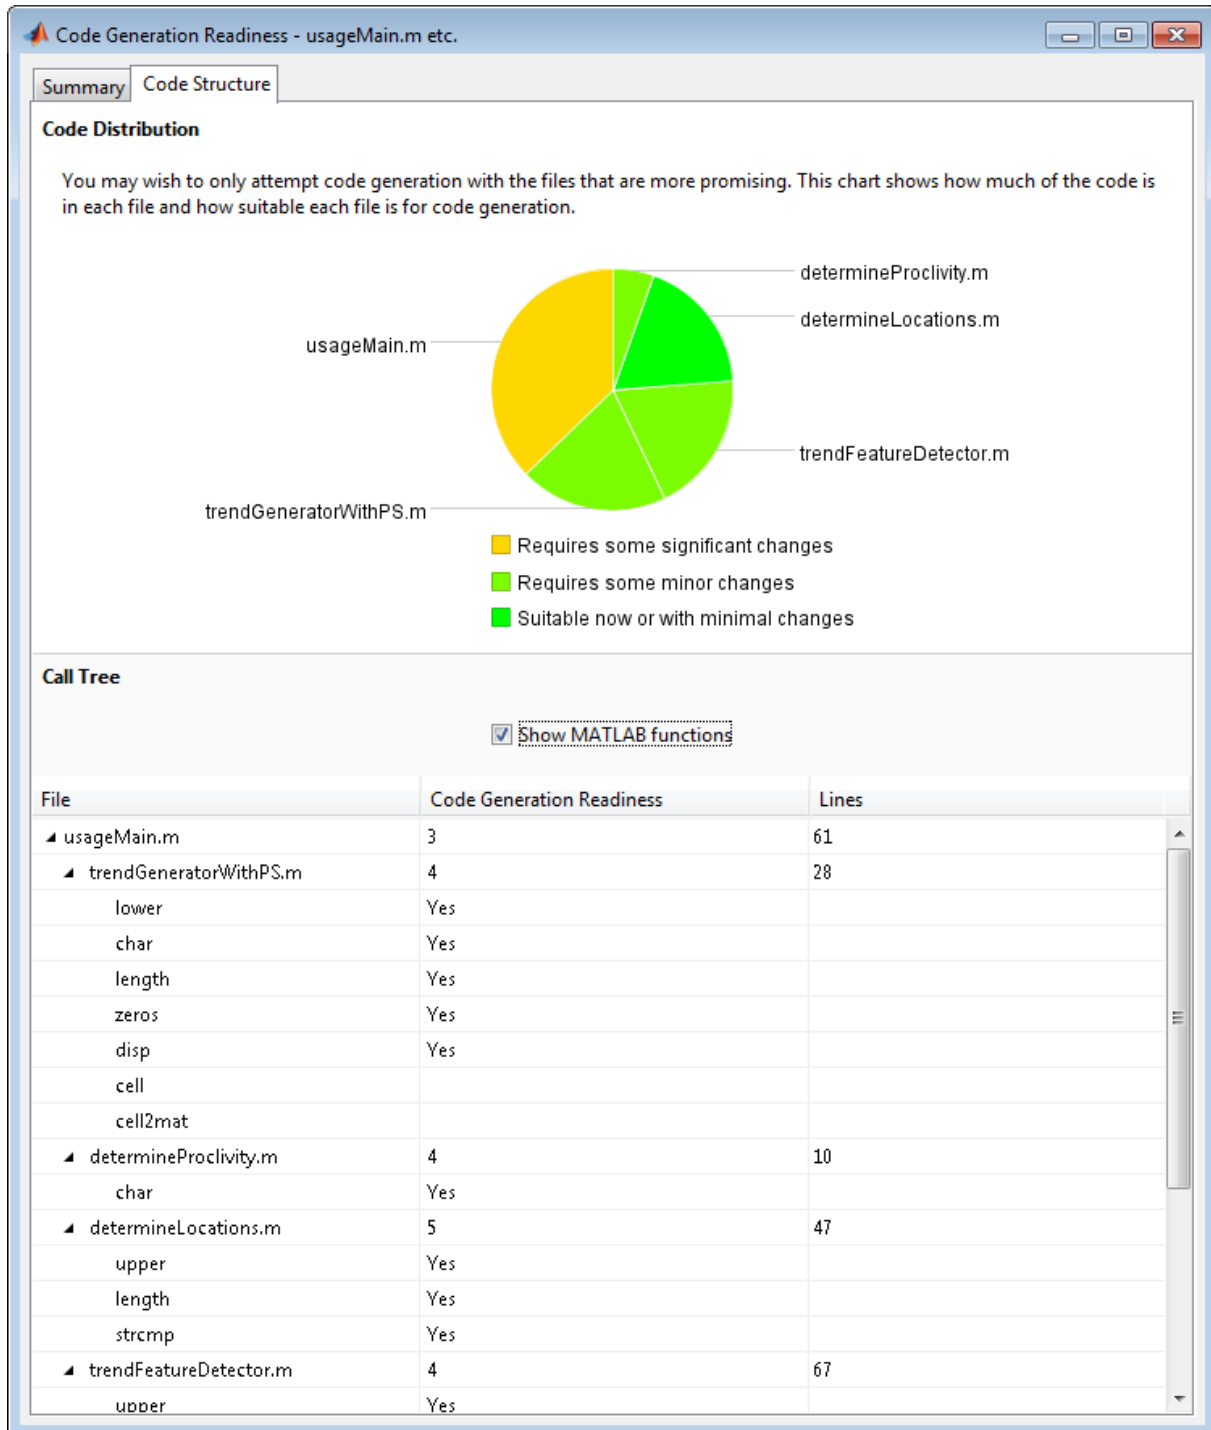 Code Generation Readiness - usageMain.m etc.
Summary
Code Structure
Code Distribution
You may wish to only attempt code generation with the files that are more promising. This chart shows how much of the code is
in each file and how suitable each file is for code generation.
determineProclivity.m
determineLocations.m
usageMain.m
trendFeatureDetector.m
trendGeneratorWithPS.m
Requires some significant changes
Requires some minor changes
Suitable now or with minimal changes
Call Tree
Show MATLAB functions
File Code Generation Readiness Lines
usageMain.m 3 61
trendGeneratorWithPS.m 4 28
lower Yes
char Yes
length Yes
zeros Yes
disp Yes
cell
cell2mat
determineProclivity.m 4 10
char Yes
determineLocations.m 5 47
upper Yes
length Yes
strcmp Yes
trendFeatureDetector.m 4 67
upper Yes